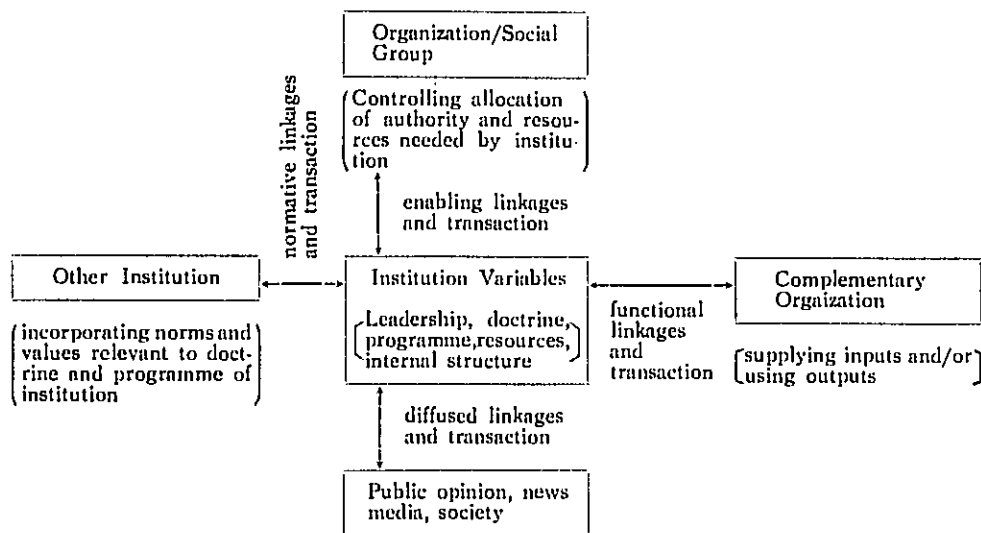 Organization/Social
Group
Controlling allocation
of authority and resou-
rces needed by institu-
tion
normative linkages
and transaction
enabling linkages
and transaction
Other Institution
incorporating norms and
values relevant to doct-
rine and programme of
institution
Institution Variables
Leadership, doctrine,
programme,resources,
internal structure
functional
linkages
and
transaction
Complementary
Orgaization
supplying inputs and/or
using outputs
diffused linkages
and transaction
Public opinion, news
media, society